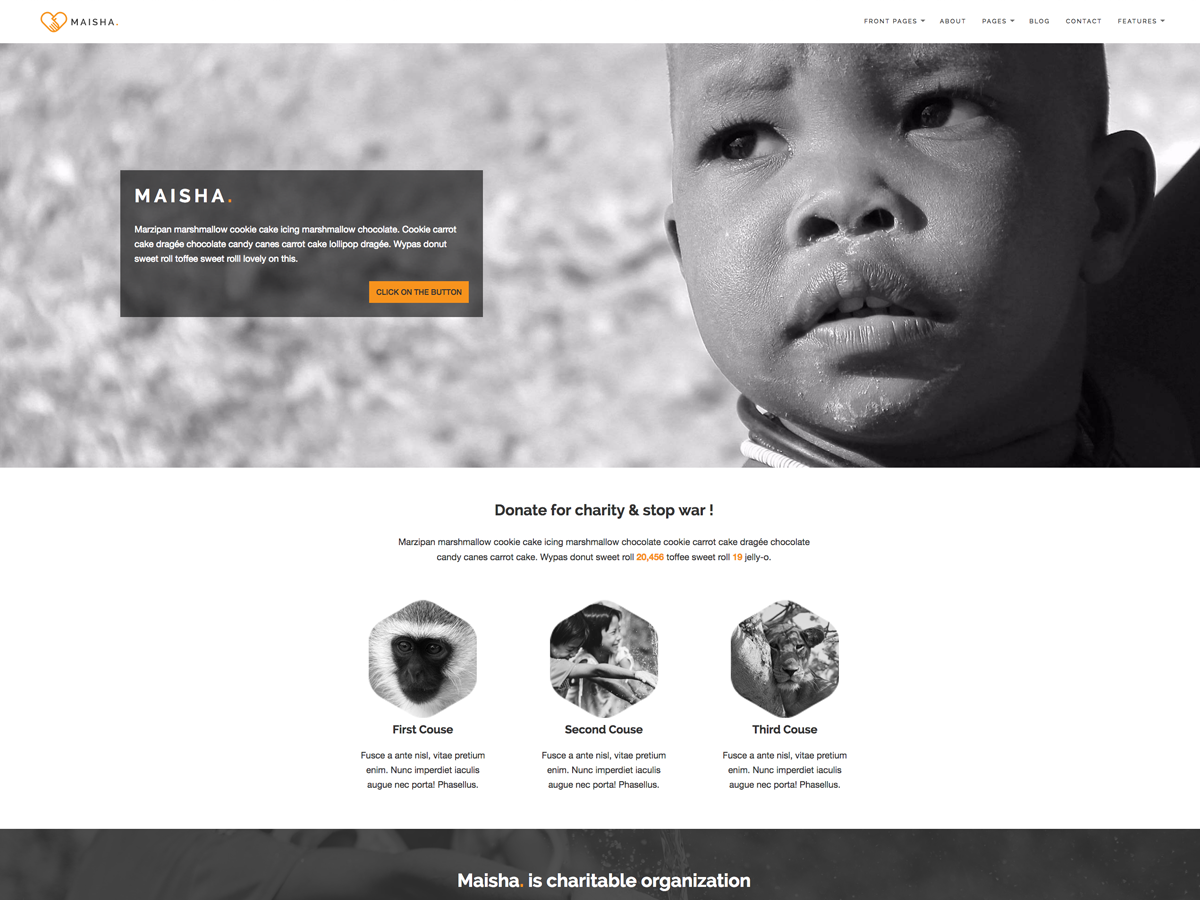 MAISHA.
FRONT PAGES
ABOUT
PAGES
BLOG
CONTACT
FEATURES
MAISHA.
Marzipan marshmallow cookie cake icing marshmallow chocolate. Cookie carrot
cake dragée chocolate candy canes carrot cake lollipop dragée. Wypas donut
sweet roll toffee sweet rolli lovely on this.
CLICK ON THE BUTTON
Donate for charity & stop war !
Marzipan marshmallow cookie cake icing marshmallow chocolate cookie carrot cake dragée chocolate
candy canes carrot cake. Wypas donut sweet roll 20,456 toffee sweet roll 19 jelly-o.
First Couse
Second Couse
Third Couse
Fusce a ante nisl, vitae pretium
enim. Nunc imperdiet iaculis
augue nec porta! Phasellus.
Fusce a ante nisl, vitae pretium
enim. Nunc imperdiet iaculis
augue nec porta! Phasellus.
Fusce a ante nisl, vitae pretium
enim. Nunc imperdiet iaculis
augue nec porta! Phasellus.
Maisha. is charitable organization